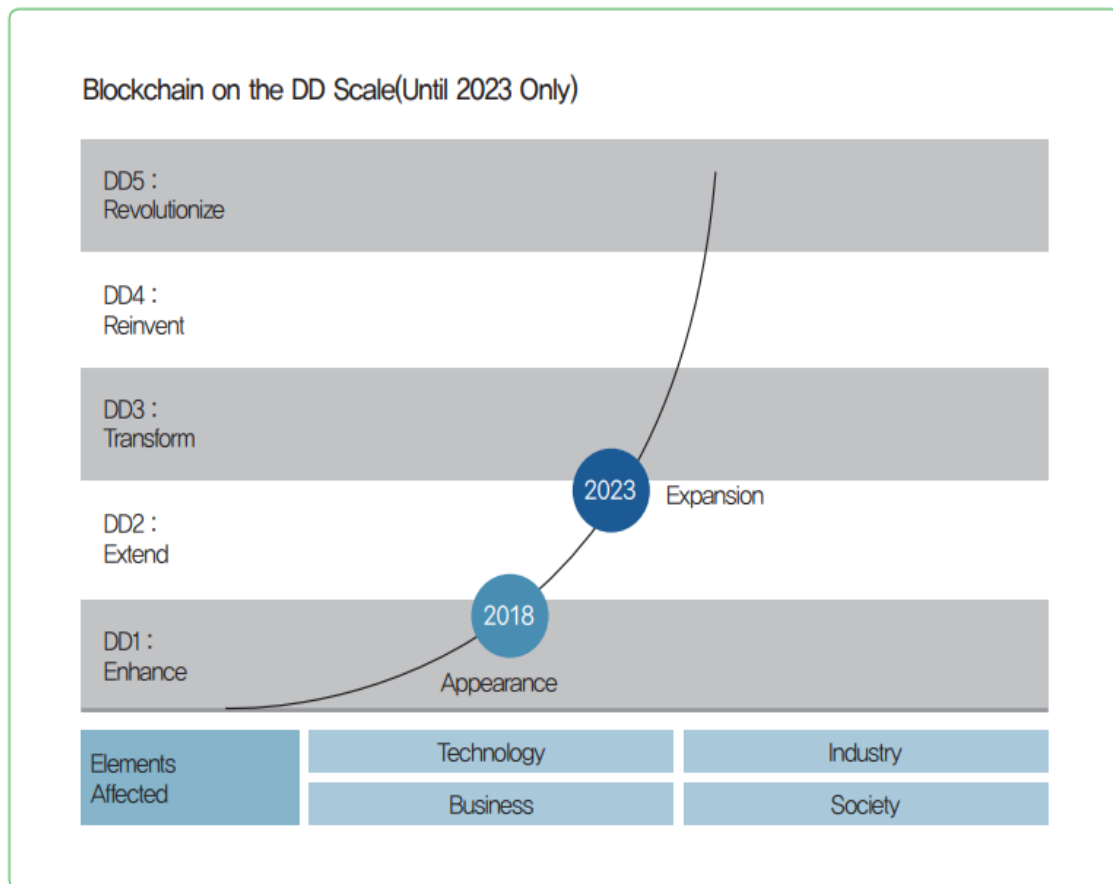 Blockchain on the DD Scale(Until 2023 Only)
DD5 :
Revolutionize
DD4 :
Reinvent
DD3 :
Transform
2023
Expansion
DD2 :
Extend
2018
DD1 :
Enhance
Appearance
Elements
Affected
Technology
Industry
Business
Society